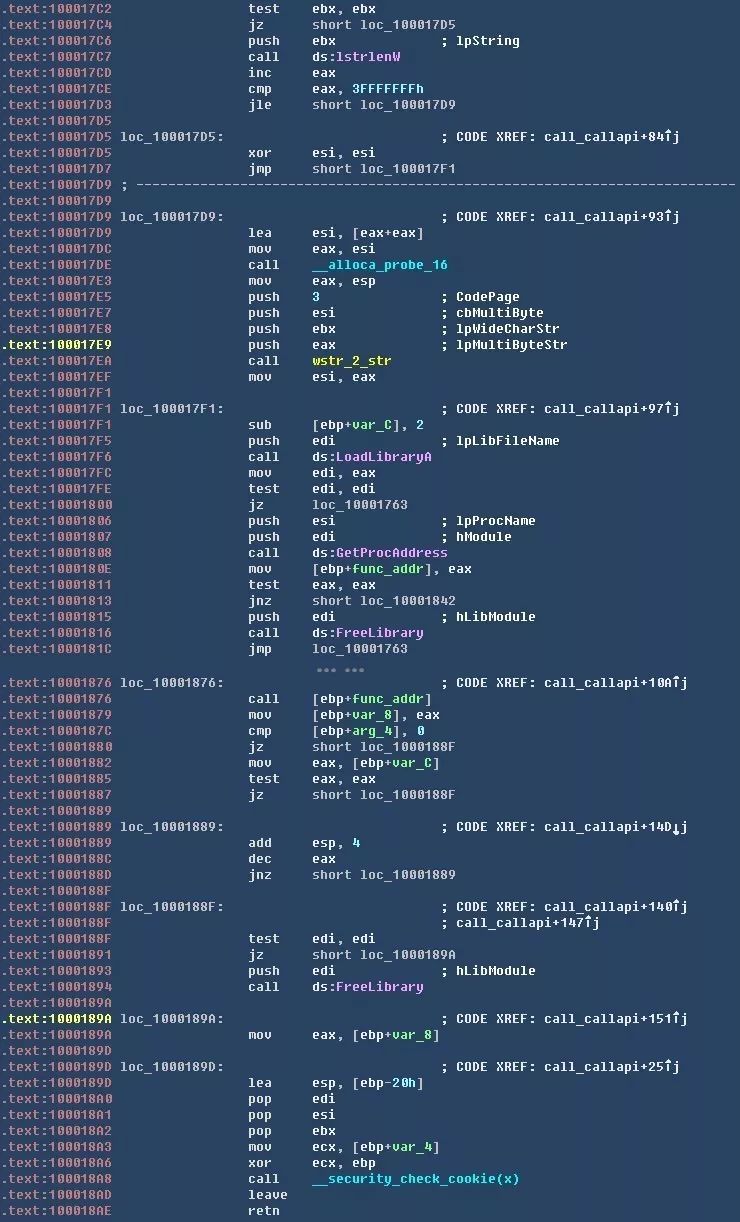 .text:100017C2 test ebx, ebx
.text:100017C4 jz short loc_100017D5
.text:100017C6 push ebx ; lpString
.text:100017C7 call ds:lstrlenW
.text:100017CD inc eax
.text:100017CE cmp eax, 3FFFFFFFh
.text:100017D3 jle short loc_100017D9
.text:100017D5
.text:100017D5 loc_100017D5: ; CODE XREF: call_callapi+84↑j
.text:100017D5 xor esi, esi
.text:100017D7 jmp short loc_100017F1
.text:100017D9 ; ---------------------------------------------------------------------------
.text:100017D9
.text:100017D9 loc_100017D9: ; CODE XREF: call_callapi+93↑j
.text:100017D9 lea esi, [eax+eax]
.text:100017DC mov eax, esi
.text:100017DE call __alloca_probe_16
.text:100017E3 mov eax, esp
.text:100017E5 push 3 ; CodePage
.text:100017E7 push esi ; cbMultiByte
.text:100017E8 push ebx ; lpWideCharStr
.text:100017E9 push eax ; lpMultiByteStr
.text:100017EA call wstr_2_str
.text:100017EF mov esi, eax
.text:100017F1
.text:100017F1 loc_100017F1: ; CODE XREF: call_callapi+97↑j
.text:100017F1 sub [ebp+var_C], 2
.text:100017F5 push edi ; lpLibFileName
.text:100017F6 call ds:LoadLibraryA
.text:100017FC mov edi, eax
.text:100017FE test edi, edi
.text:10001800 jz loc_10001763
.text:10001806 push esi ; lpProcName
.text:10001807 push edi ; hModule
.text:10001808 call ds:GetProcAddress
.text:1000180E mov [ebp+func_addr], eax
.text:10001811 test eax, eax
.text:10001813 jnz short loc_10001842
.text:10001815 push edi ; hLibModule
.text:10001816 call ds:FreeLibrary
.text:1000181C jmp loc_10001763
... ...
.text:10001876 loc_10001876: ; CODE XREF: call_callapi+10A↑j
.text:10001876 call [ebp+func_addr]
.text:10001879 mov [ebp+var_8], eax
.text:1000187C cmp [ebp+arg_4], 0
.text:10001880 jz short loc_1000188F
.text:10001882 mov eax, [ebp+var_C]
.text:10001885 test eax, eax
.text:10001887 jz short loc_1000188F
.text:10001889
.text:10001889 loc_10001889: ; CODE XREF: call_callapi+14D↓j
.text:10001889 add esp, 4
.text:1000188C dec eax
.text:1000188D jnz short loc_10001889
.text:1000188F
.text:1000188F loc_1000188F: ; CODE XREF: call_callapi+140↑j
.text:1000188F ; call_callapi+147↑j
.text:1000188F test edi, edi
.text:10001891 jz short loc_1000189A
.text:10001893 push edi ; hLibModule
.text:10001894 call ds:FreeLibrary
.text:1000189A
.text:1000189A loc_1000189A: ; CODE XREF: call_callapi+151↑j
.text:1000189A mov eax, [ebp+var_8]
.text:1000189D
.text:1000189D loc_1000189D: ; CODE XREF: call_callapi+25↑j
.text:1000189D lea esp, [ebp-20h]
.text:100018A0 pop edi
.text:100018A1 pop esi
.text:100018A2 pop ebx
.text:100018A3 mov ecx, [ebp+var_4]
.text:100018A6 xor ecx, ebp
.text:100018A8 call __security_check_cookie(x)
.text:100018AD leave
.text:100018AE retn